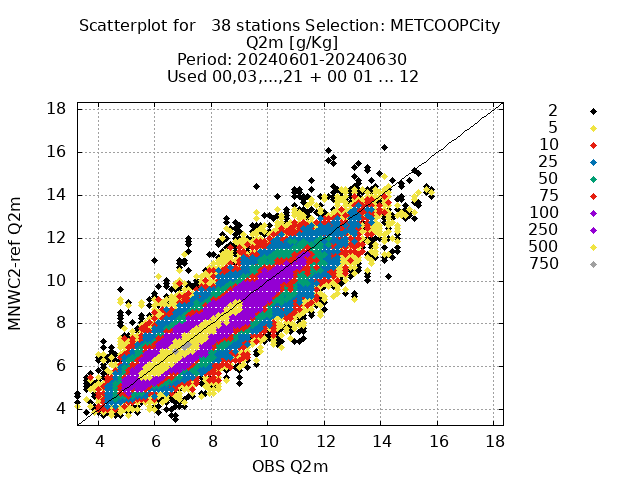 Scatterplot for   38 stations Selection: METCOOPCity
Q2m [g/Kg]
Period: 20240601-20240630
Used 00,03,...,21 + 00 01 ... 12
MNWC2-ref Q2m
18
16
14
12
10
8
6
4
4 6 8 10 12 14 16 18
OBS Q2m
2
5
10
25
50
75
100
250
500
750